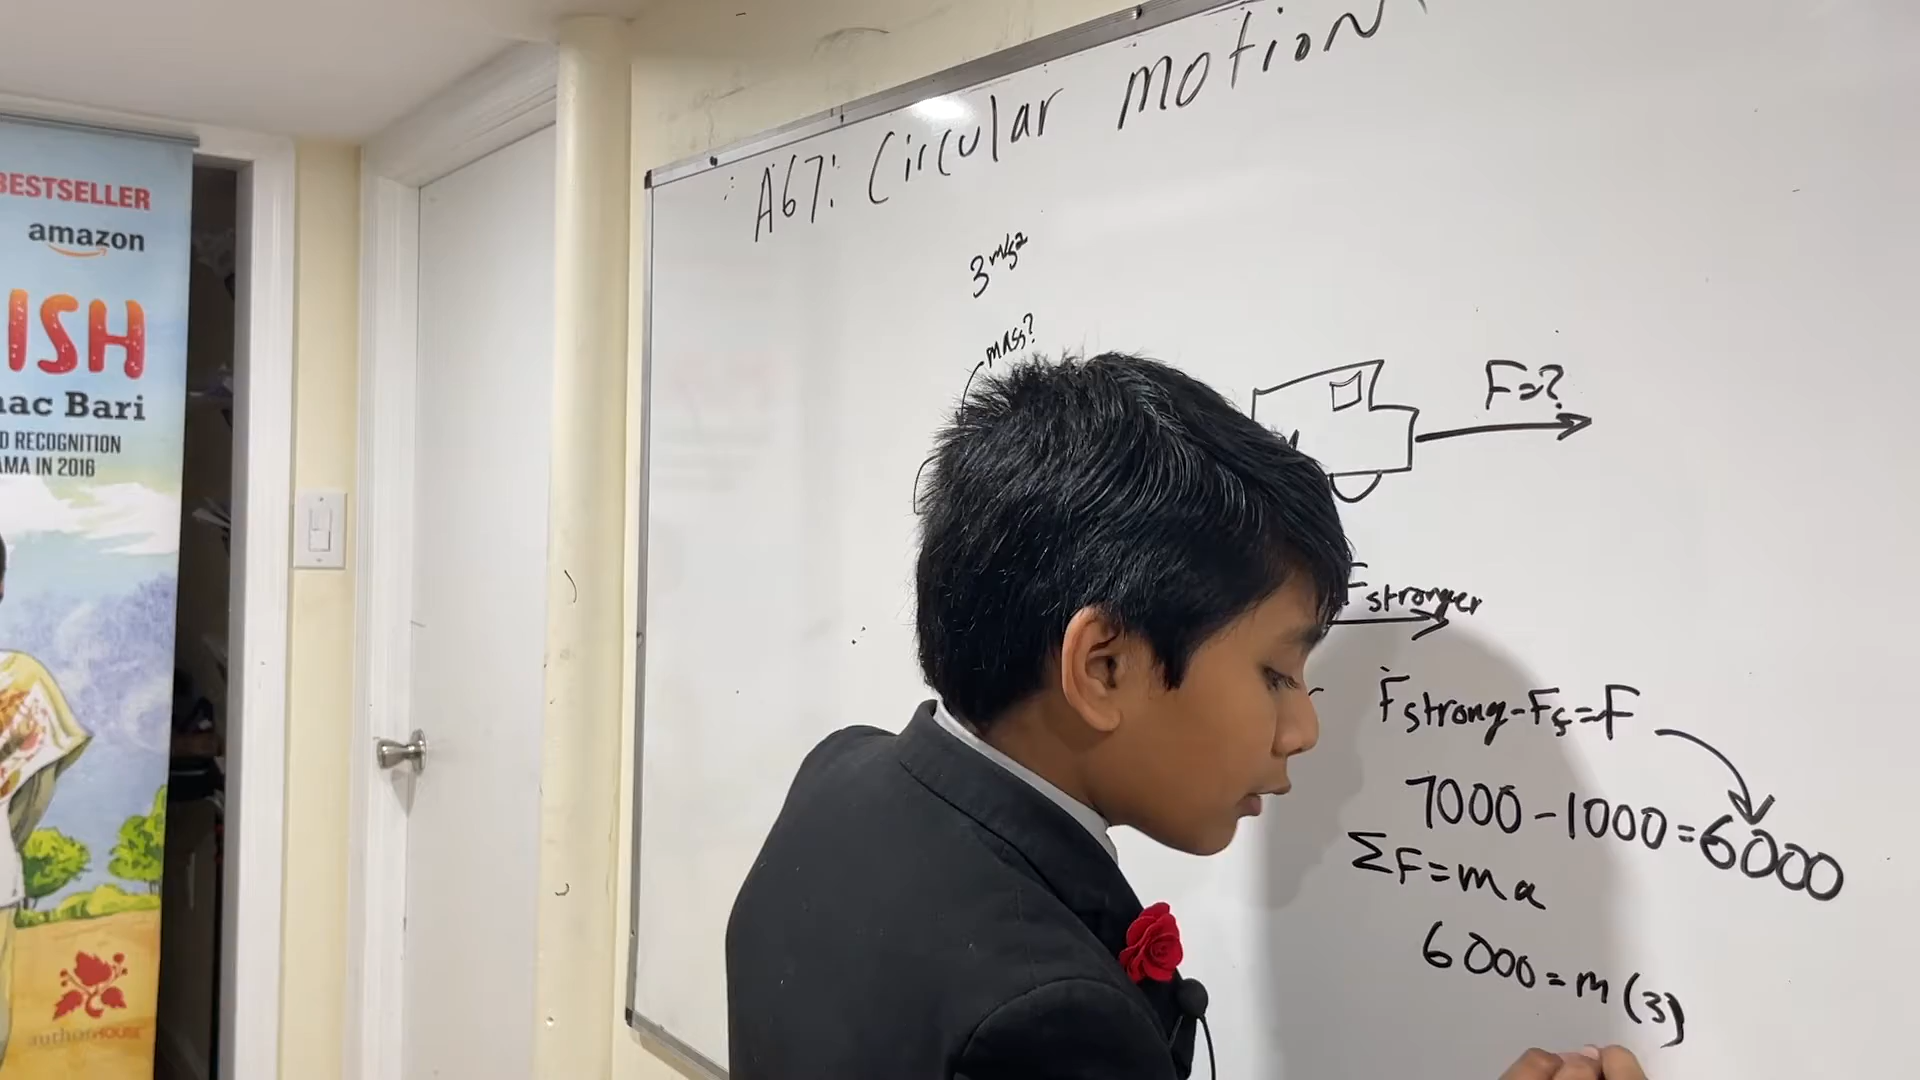 BESTSELLER
amazon
ISH
ac Bari
D RECOGNITION
AMA IN 2016
authorHOUSE
A67: Circular Motion
3 m/s²
mass?
F=?
Fstronger
Fstrong-Fs=F
7000-1000=6000
ΣF=ma
6000=m(3)